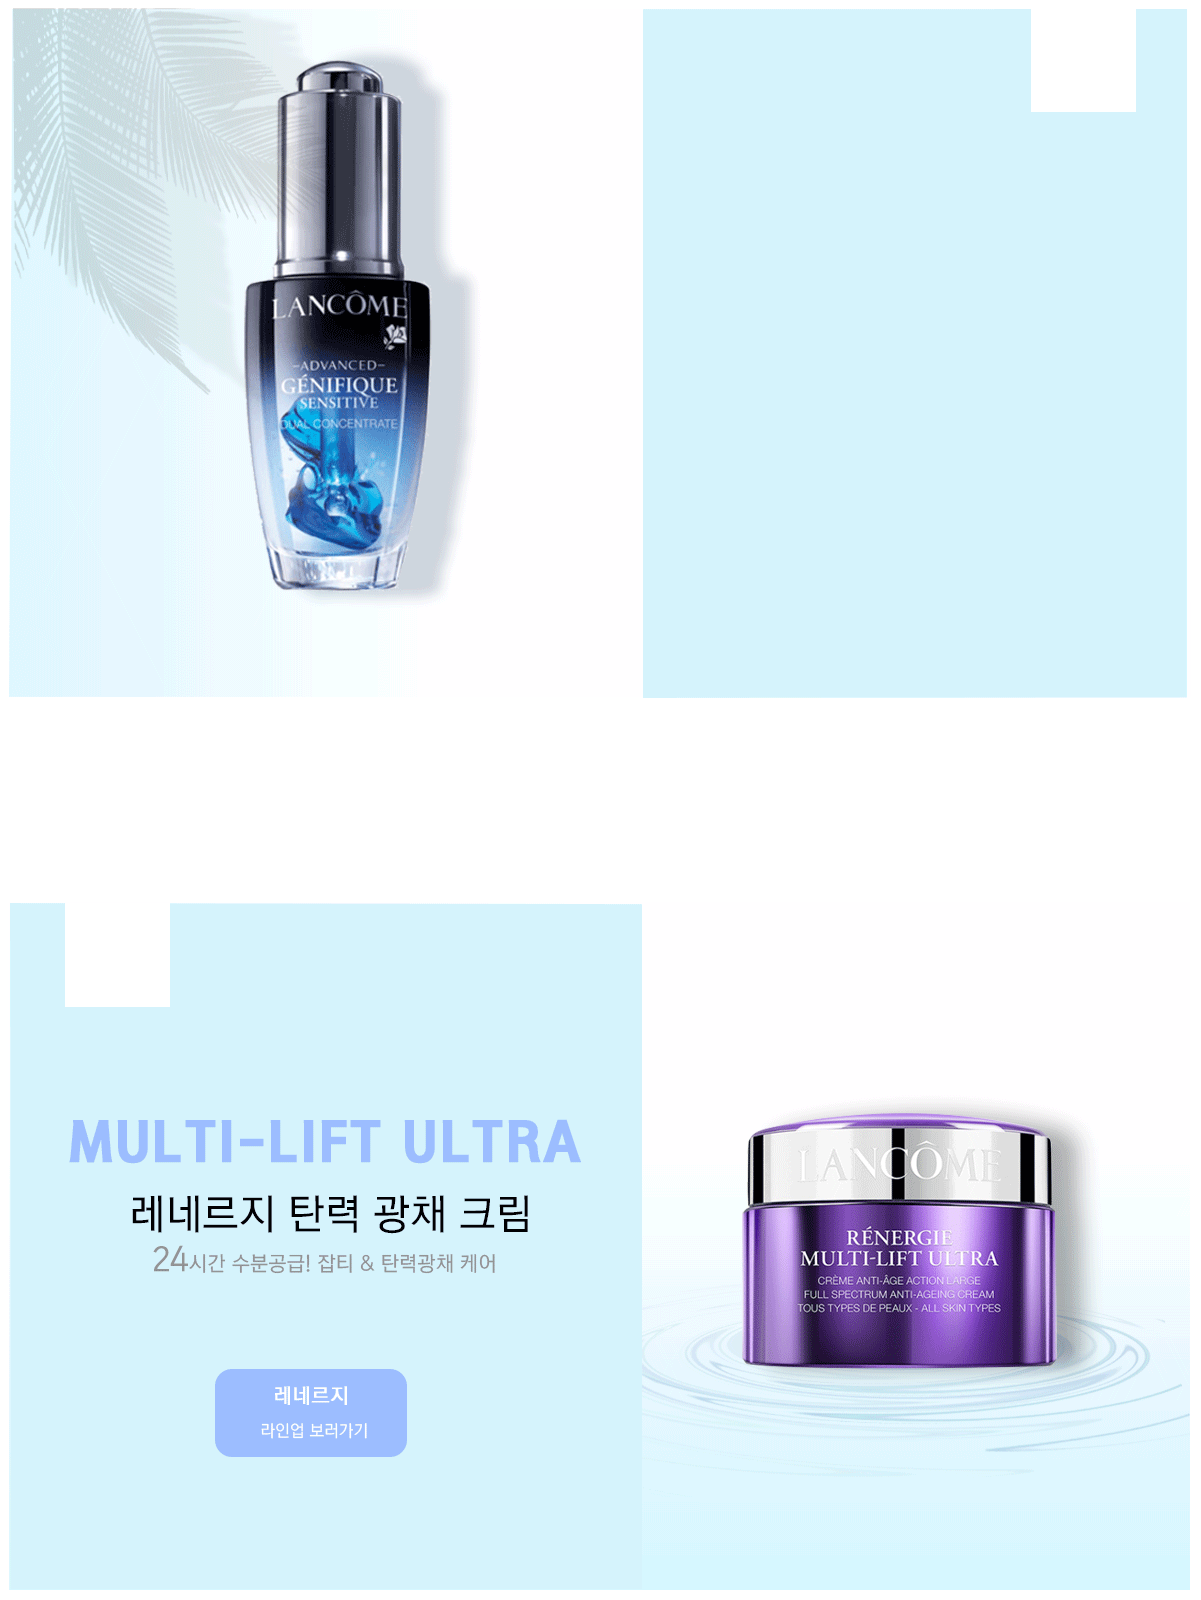 LANCÔME
-ADVANCED-
GÉNIFIQUE
SENSITIVE
DUAL CONCENTRATE
MULTI-LIFT ULTRA
레네르지 탄력 광채 크림
24시간 수분공급! 잡티 & 탄력광채 케어
레네르지
라인업 보러가기
LANCÔME
RÉNERGIE
MULTI-LIFT ULTRA
CRÈME ANTI-ÂGE ACTION LARGE
FULL SPECTRUM ANTI-AGEING CREAM
TOUS TYPES DE PEAUX - ALL SKIN TYPES